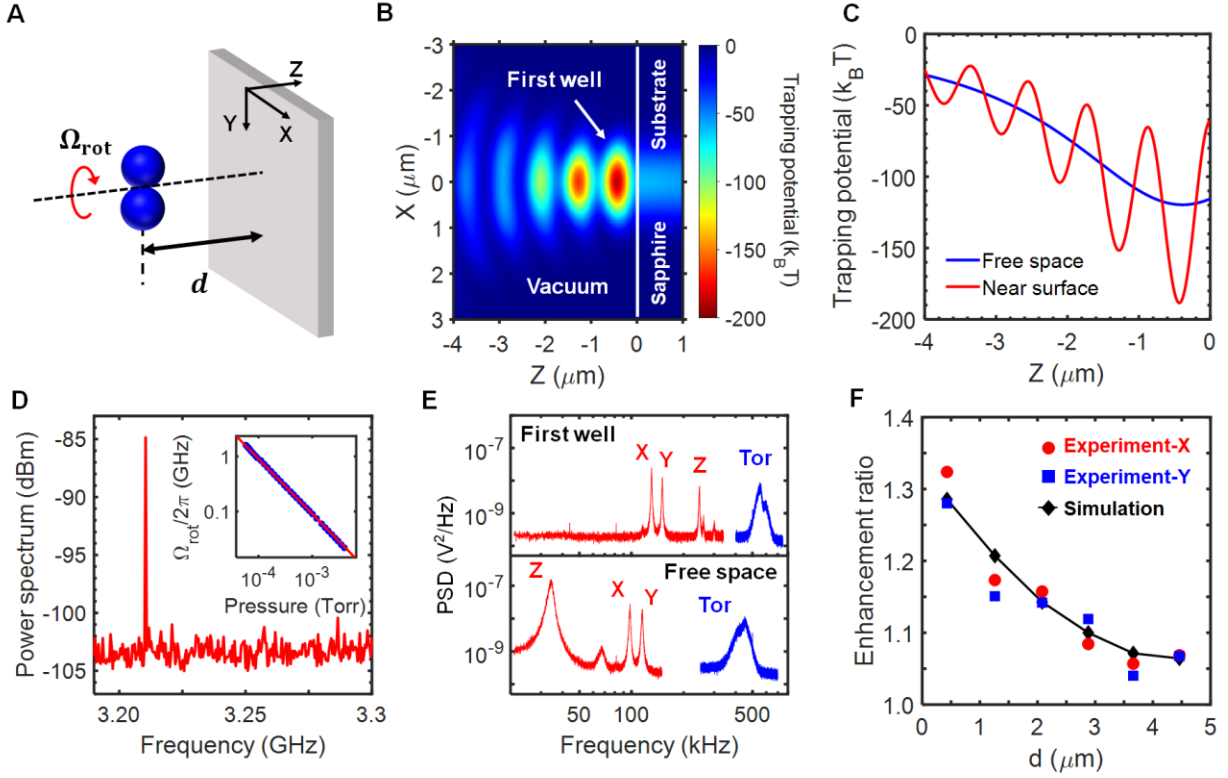 A
Z
Y
X
Ω_rot
d
B
-3
-2
-1
0
1
2
3
X (μm)
First well
Substrate
Sapphire
Vacuum
-4 -3 -2 -1 0 1
Z (μm)
0
-50
-100
-150
-200
Trapping potential (k_BT)
C
0
-50
-100
-150
-200
Trapping potential (k_BT)
Free space
Near surface
-4 -3 -2 -1 0
Z (μm)
D
-85
-90
-95
-100
-105
Power spectrum (dBm)
Ω_rot/2π (GHz)
1
0.1
10⁻⁴ 10⁻³
Pressure (Torr)
3.20 3.25 3.3
Frequency (GHz)
E
First well
X
Y
Z
Tor
10⁻⁷
10⁻⁹
PSD (V²/Hz)
Free space
Z
X
Y
Tor
10⁻⁷
10⁻⁹
50 100 500
Frequency (kHz)
F
1.4
1.3
1.2
1.1
1.0
Enhancement ratio
Experiment-X
Experiment-Y
Simulation
0 1 2 3 4 5
d (μm)